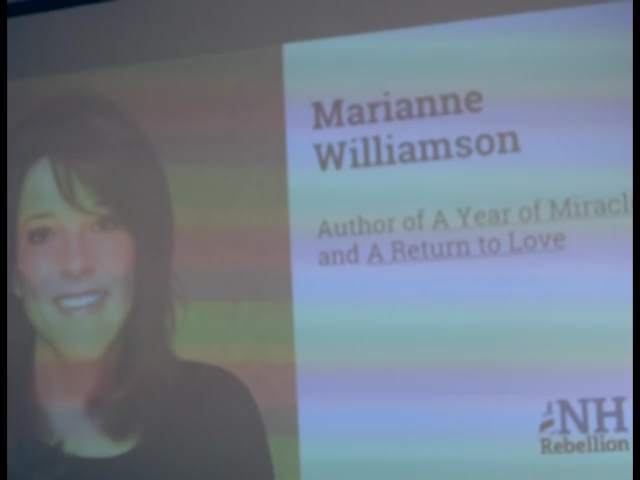 Marianne
Williamson
Author of A Year of Miracl
and A Return to Love
NH
Rebellion